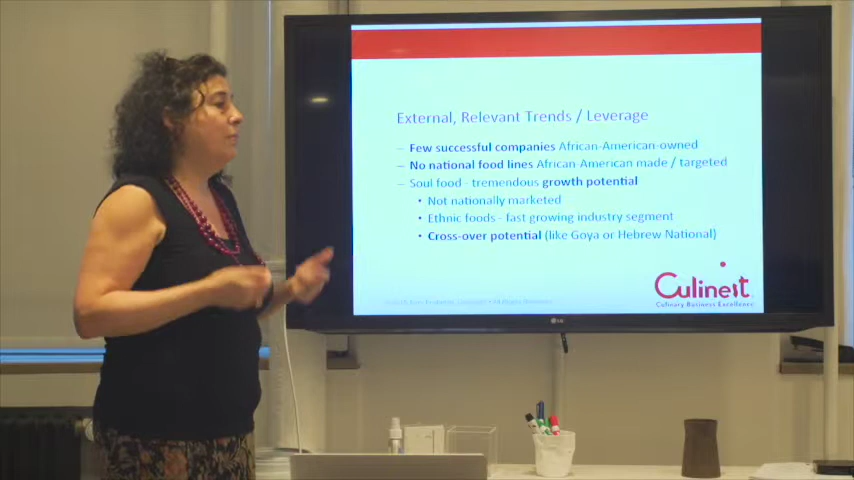 External, Relevant Trends / Leverage
– Few successful companies African-American-owned
– No national food lines African-American made / targeted
– Soul food - tremendous growth potential
• Not nationally marketed
• Ethnic foods - fast growing industry segment
• Cross-over potential (like Goya or Hebrew National)
Culinest
Culinary Business Excellence
LG